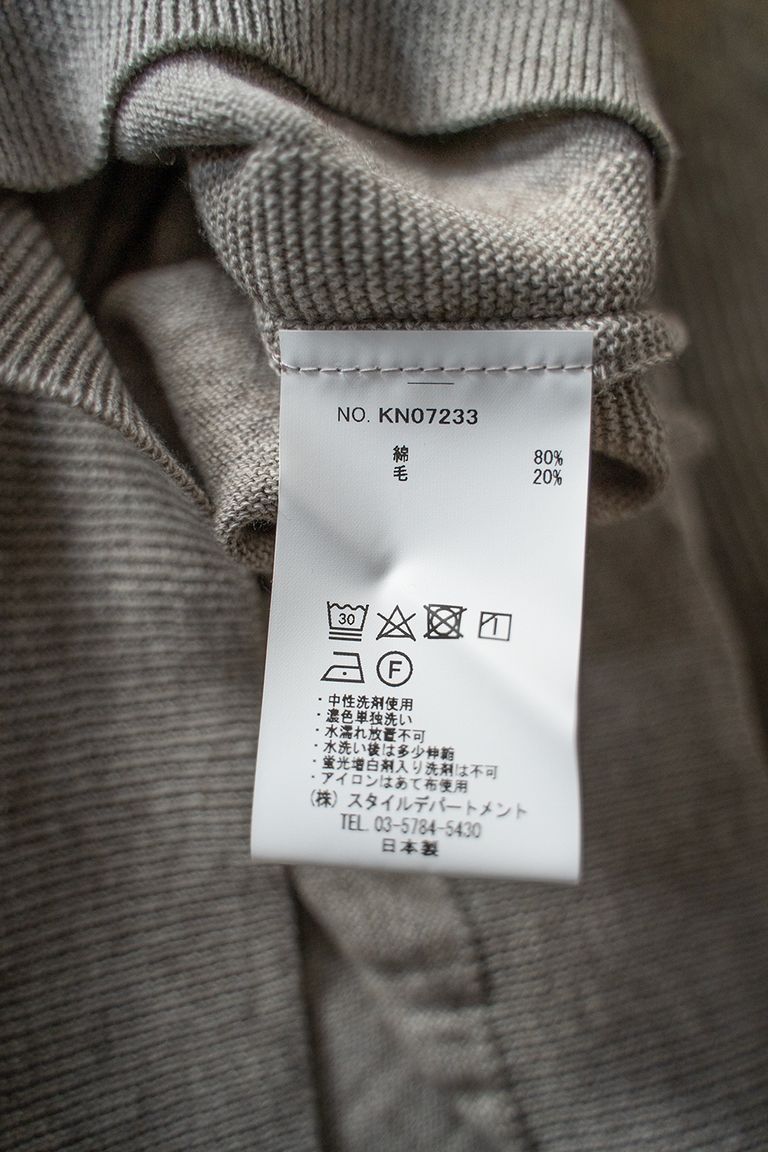 NO. KN07233
綿 80%
毛 20%
30
F
・中性洗剤使用
・濃色単独洗い
・水濡れ放置不可
・水洗い後は多少伸縮
・蛍光増白剤入り洗剤は不可
・アイロンはあて布使用
(株) スタイルデパートメント
TEL. 03-5784-5430
日本製